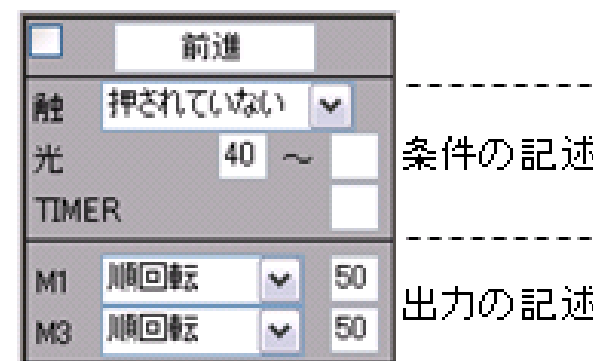 前進
触 押されていない
光 40 ～
条件の記述
TIMER
M1 順回転 50
出力の記述
M3 順回転 50